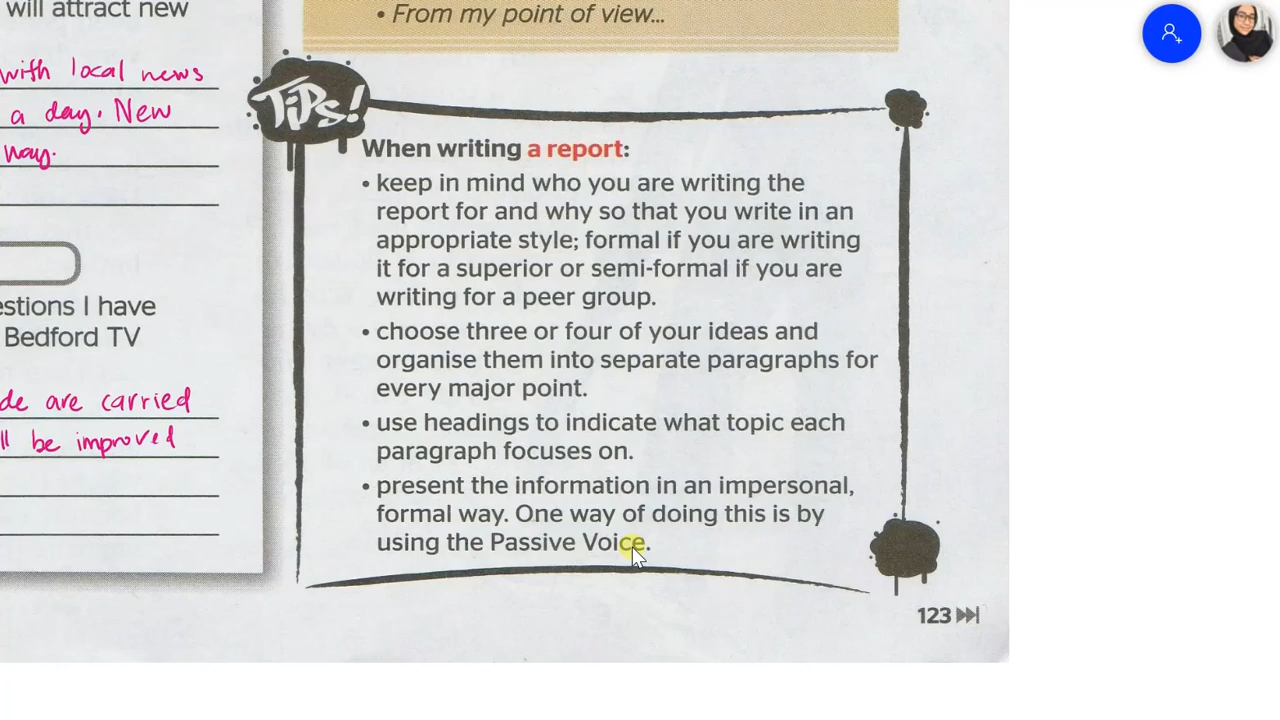 will attract new
with local news
a day. New
way.
estions I have
Bedford TV
de are carried
ll be improved
• From my point of view...
TiPs!
When writing a report:
• keep in mind who you are writing the
report for and why so that you write in an
appropriate style; formal if you are writing
it for a superior or semi-formal if you are
writing for a peer group.
• choose three or four of your ideas and
organise them into separate paragraphs for
every major point.
• use headings to indicate what topic each
paragraph focuses on.
• present the information in an impersonal,
formal way. One way of doing this is by
using the Passive Voice.
123